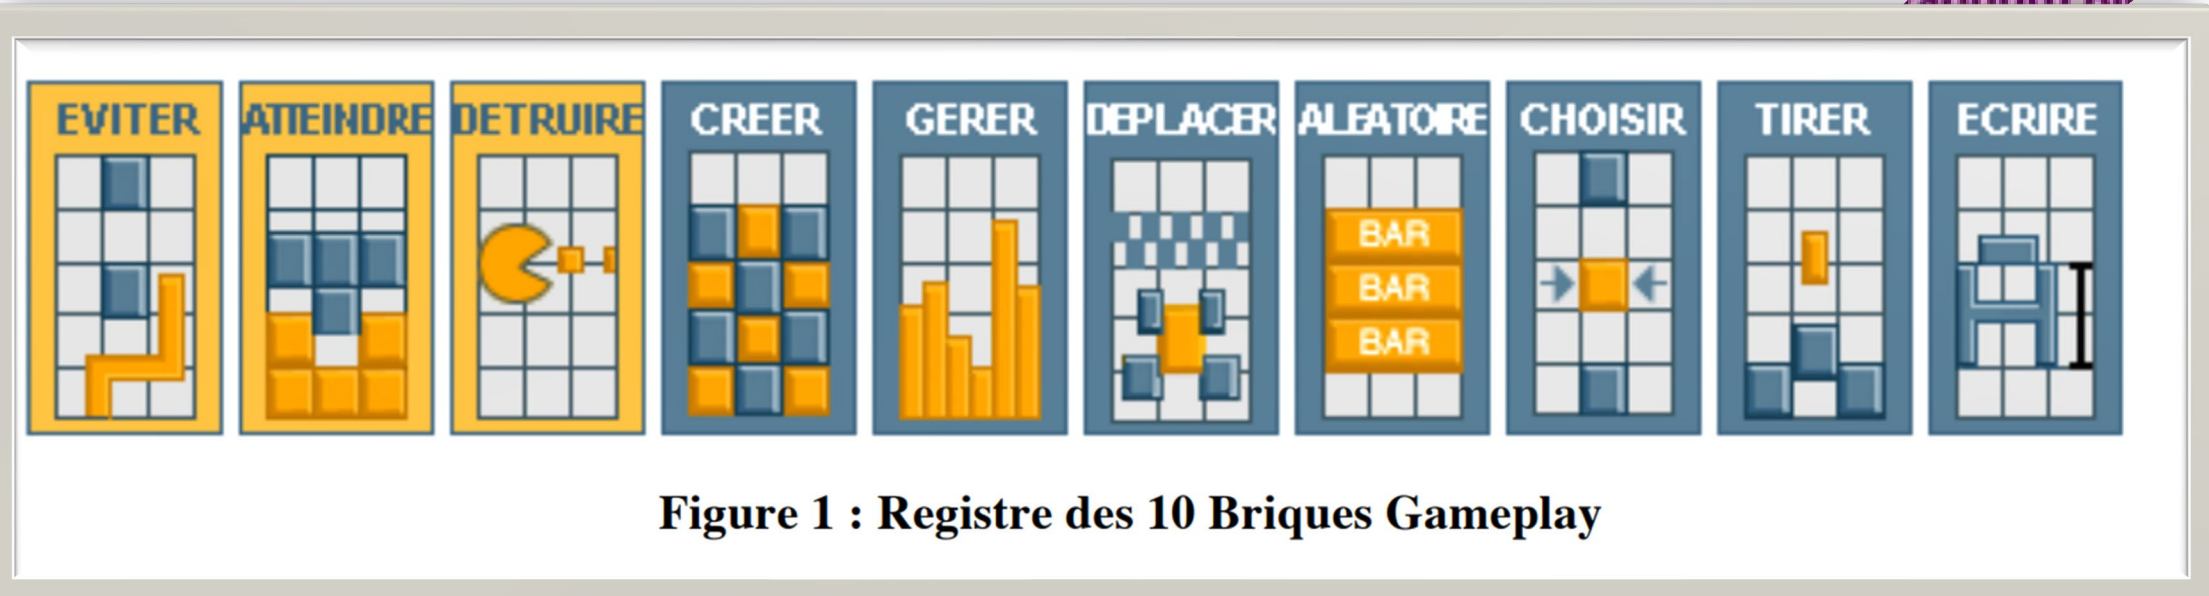 EVITER ATTEINDRE DETRUIRE CREER GERER DEPLACER ALEATOIRE CHOISIR TIRER ECRIRE
BAR
BAR
BAR
Figure 1 : Registre des 10 Briques Gameplay